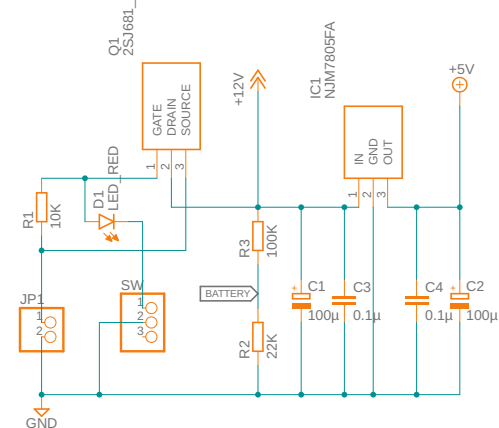 Q1
2SJ681_
GATE
DRAIN
SOURCE
1
2
3
+12V
IC1
NJM7805FA
IN
GND
OUT
1
2
3
+5V
R1
10K
D1
LED_RED
R3
100K
BATTERY
R2
22K
C1
100µ
C3
0.1µ
C4
0.1µ
C2
100µ
JP1
1
2
SW
1
2
3
GND